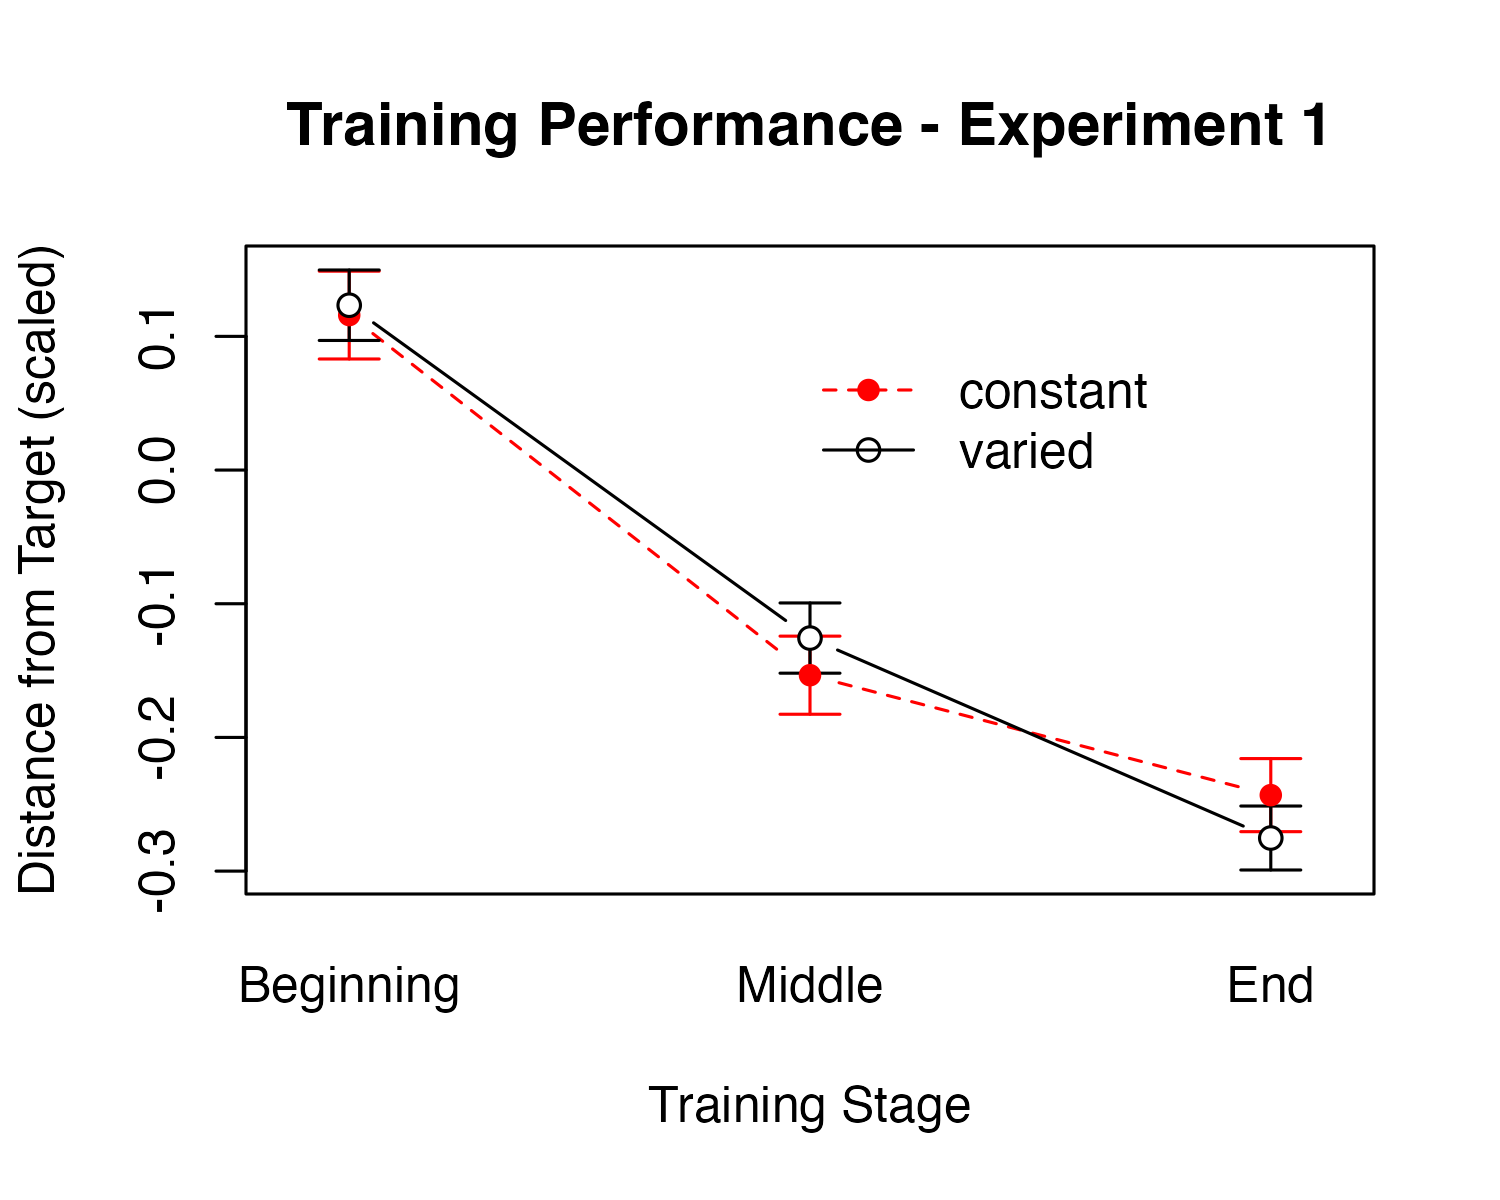 Training Performance - Experiment 1
Distance from Target (scaled)
0.1
0.0
-0.1
-0.2
-0.3
constant
varied
Beginning
Middle
End
Training Stage